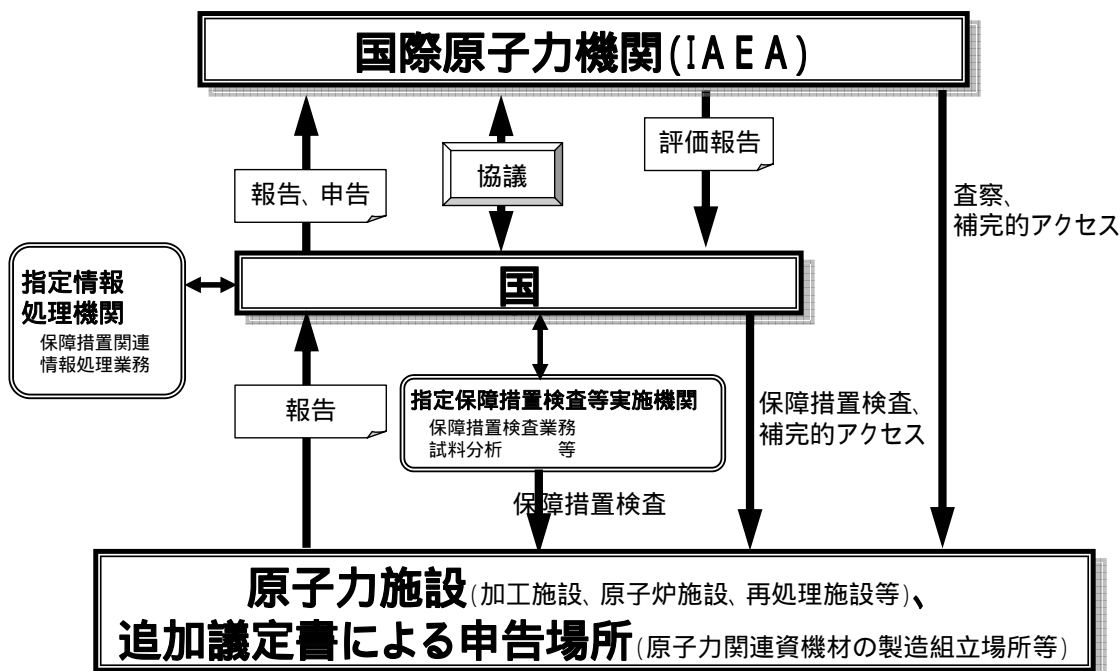 国際原子力機関(IAEA)
報告、申告
協議
評価報告
査察、
補完的アクセス
指定情報
処理機関
保障措置関連
情報処理業務
国
報告
指定保障措置検査等実施機関
保障措置検査業務
試料分析　　等
保障措置検査、
補完的アクセス
保障措置検査
原子力施設(加工施設、原子炉施設、再処理施設等)、
追加議定書による申告場所(原子力関連資機材の製造組立場所等)